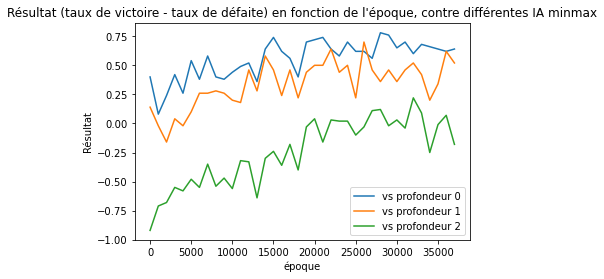 Résultat (taux de victoire - taux de défaite) en fonction de l'époque, contre différentes IA minmax
0.75
0.50
0.25
0.00
-0.25
-0.50
-0.75
-1.00
Résultat
vs profondeur 0
vs profondeur 1
vs profondeur 2
0 5000 10000 15000 20000 25000 30000 35000
époque